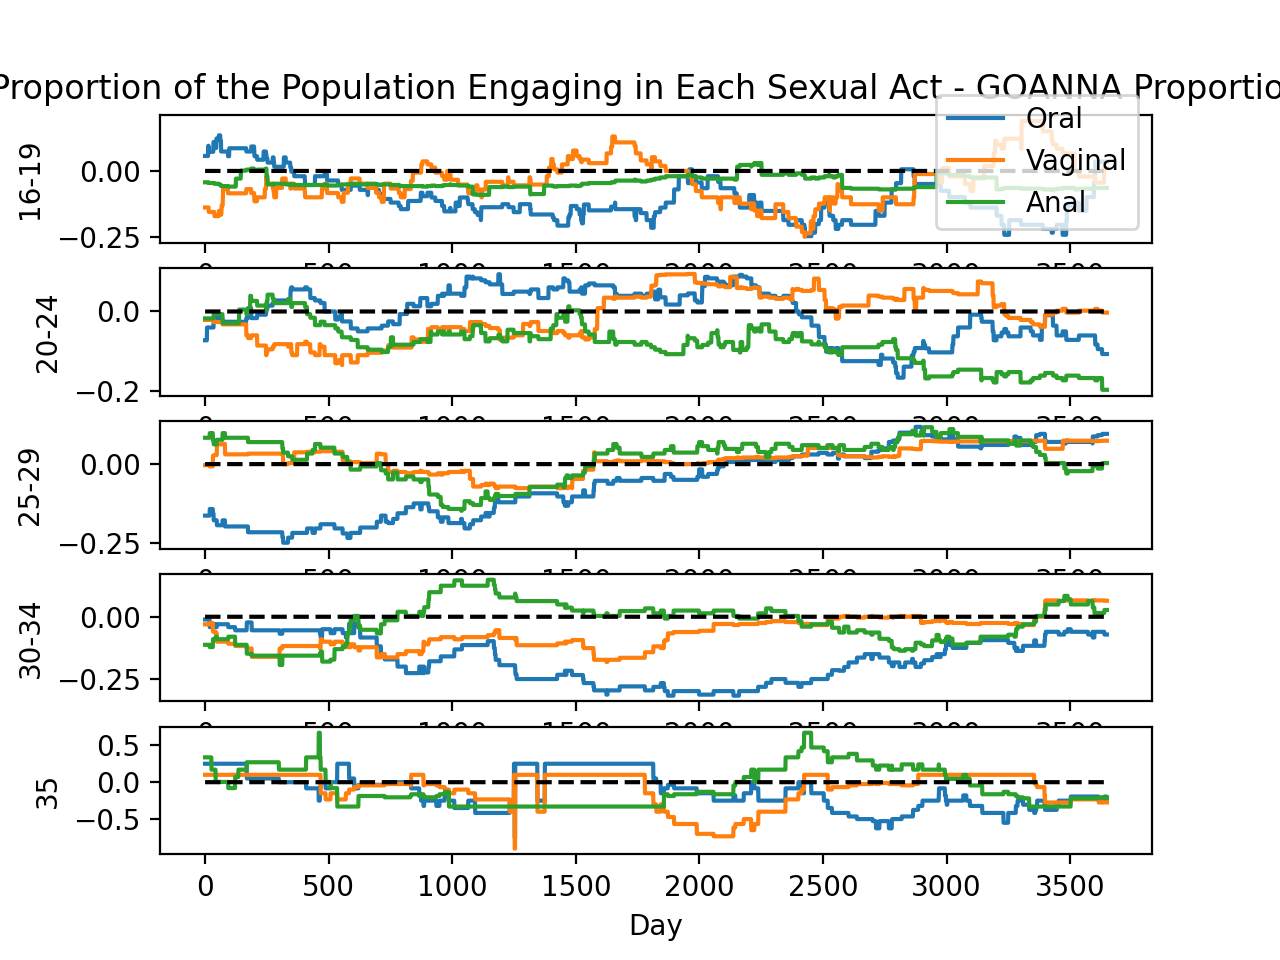 Proportion of the Population Engaging in Each Sexual Act - GOANNA Proportio
Oral
Vaginal
Anal
16-19
0.00
−0.25
20-24
0.0
−0.2
25-29
0.00
−0.25
30-34
0.00
−0.25
35
0.5
0.0
−0.5
0 500 1000 1500 2000 2500 3000 3500
Day